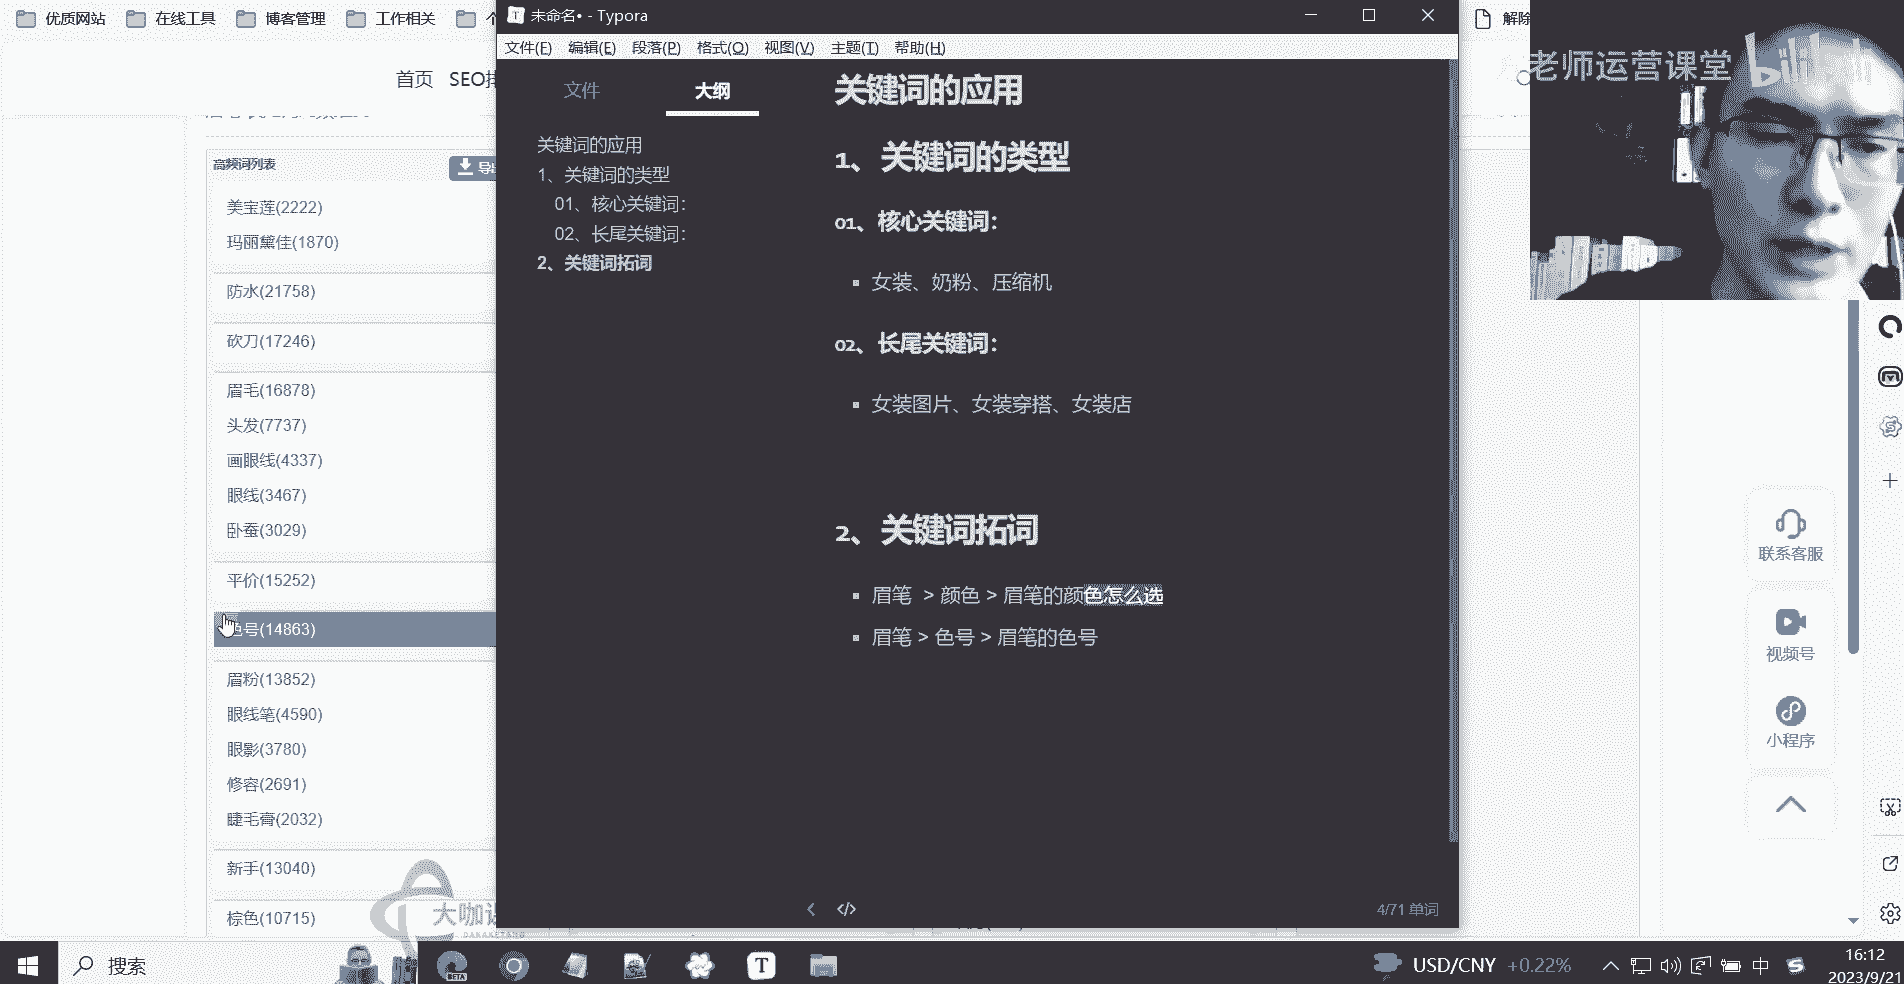 优质网站
在线工具
博客管理
工作相关
未命名• - Typora
解除
文件(F) 编辑(E) 段落(P) 格式(O) 视图(V) 主题(T) 帮助(H)
首页 SEO
文件
大纲
关键词的应用
1、关键词的类型
01、核心关键词：
02、长尾关键词：
2、关键词拓词
关键词的应用
1、关键词的类型
01、核心关键词：
女装、奶粉、压缩机
02、长尾关键词：
女装图片、女装穿搭、女装店
2、关键词拓词
眉笔 > 颜色 > 眉笔的颜色怎么选
眉笔 > 色号 > 眉笔的色号
4/71 单词
高频词列表
美宝莲(2222)
玛丽黛佳(1870)
防水(21758)
砍刀(17246)
眉毛(16878)
头发(7737)
画眼线(4337)
眼线(3467)
卧蚕(3029)
平价(15252)
色号(14863)
眉粉(13852)
眼线笔(4590)
眼影(3780)
修容(2691)
睫毛膏(2032)
新手(13040)
棕色(10715)
老师运营课堂
bilibili
联系客服
视频号
小程序
大咖
DAKAKETANG
搜索
BETA
USD/CNY +0.22%
中
16:12
2023/9/21